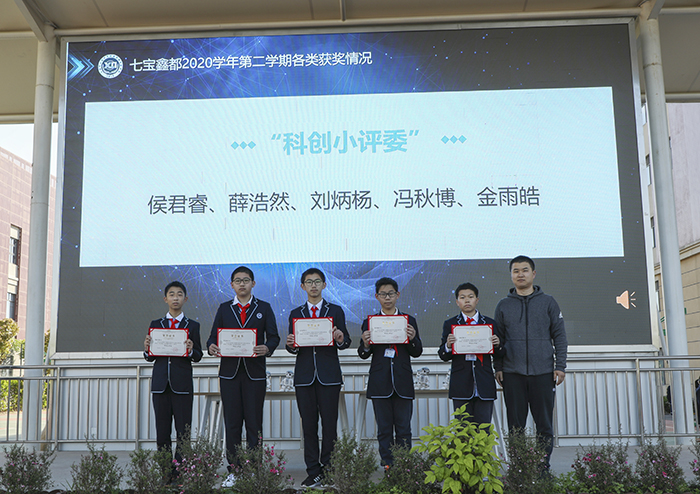 七宝鑫都2020学年第二学期各类获奖情况
“科创小评委”
侯君睿、薛浩然、刘炳杨、冯秋博、金雨皓